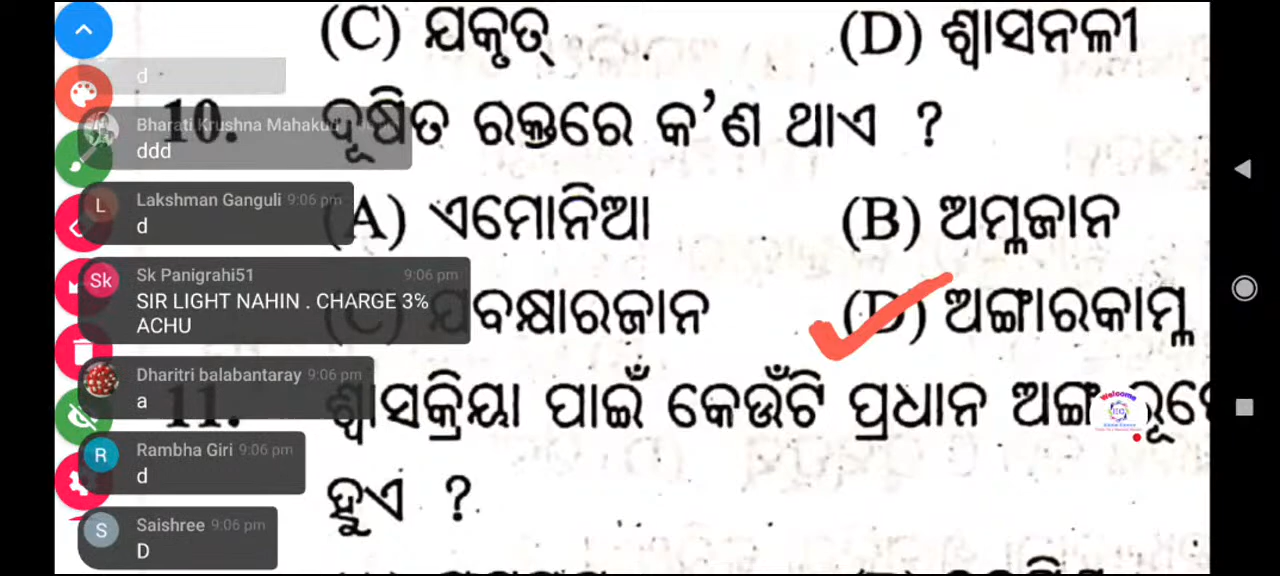 (C) ଯକୃତ୍ (D) ଶ୍ୱାସନଳୀ
d
10. ଦୂଷିତ ରକ୍ତରେ କ'ଣ ଥାଏ ?
Bharati Krushna Mahakud
ddd
Lakshman Ganguli 9:06 pm
d
(A) ଏମୋନିଆ (B) ଅମ୍ଳଜାନ
Sk Panigrahi51 9:06 pm
SIR LIGHT NAHIN . CHARGE 3%
ACHU
(C) ଯବକ୍ଷାରଜାନ (D) ଅଙ୍ଗାରକାମ୍ଳ
Dharitri balabantaray 9:06 pm
a
11. ଶ୍ୱାସକ୍ରିୟା ପାଇଁ କେଉଁଟି ପ୍ରଧାନ ଅଙ୍ଗ
Welcome
Rambha Giri 9:06 pm
d
ହୁଏ ?
Saishree 9:06 pm
D